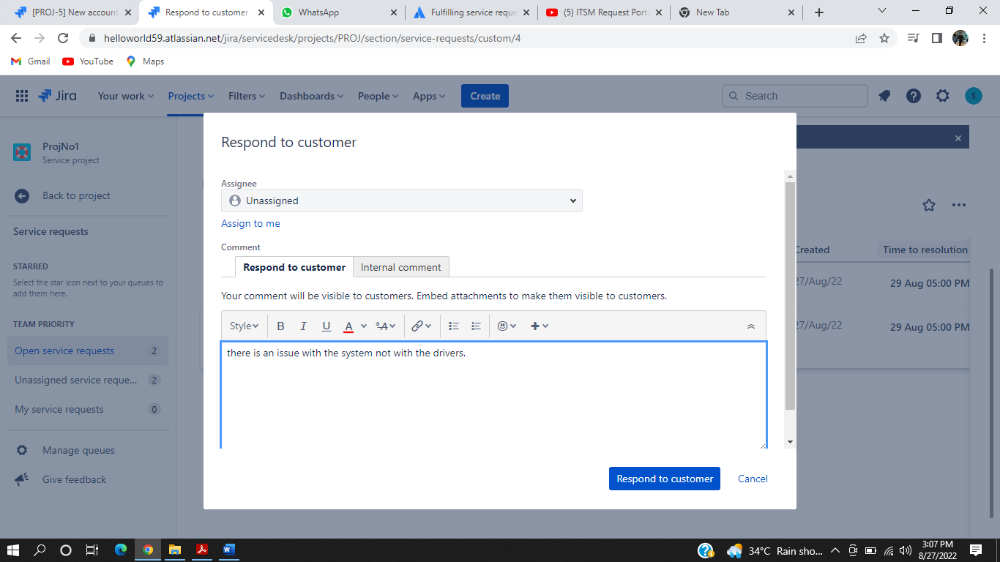 [PROJ-5] New account
Respond to customer
WhatsApp
Fulfilling service reque
(5) ITSM Request Porta
New Tab
helloworld59.atlassian.net/jira/servicedesk/projects/PROJ/section/service-requests/custom/4
Gmail
YouTube
Maps
Jira
Your work
Projects
Filters
Dashboards
People
Apps
Create
Search
S
ProjNo1
Service project
Back to project
Service requests
STARRED
Select the star icon next to your queues to
add them here.
TEAM PRIORITY
Open service requests 2
Unassigned service reque... 2
My service requests 0
Manage queues
Give feedback
Respond to customer
Assignee
Unassigned
Assign to me
Comment
Respond to customer
Internal comment
Your comment will be visible to customers. Embed attachments to make them visible to customers.
Style B I U A ªA
there is an issue with the system not with the drivers.
Respond to customer
Cancel
Created
Time to resolution
27/Aug/22
29 Aug 05:00 PM
27/Aug/22
29 Aug 05:00 PM
34°C Rain sho...
3:07 PM
8/27/2022